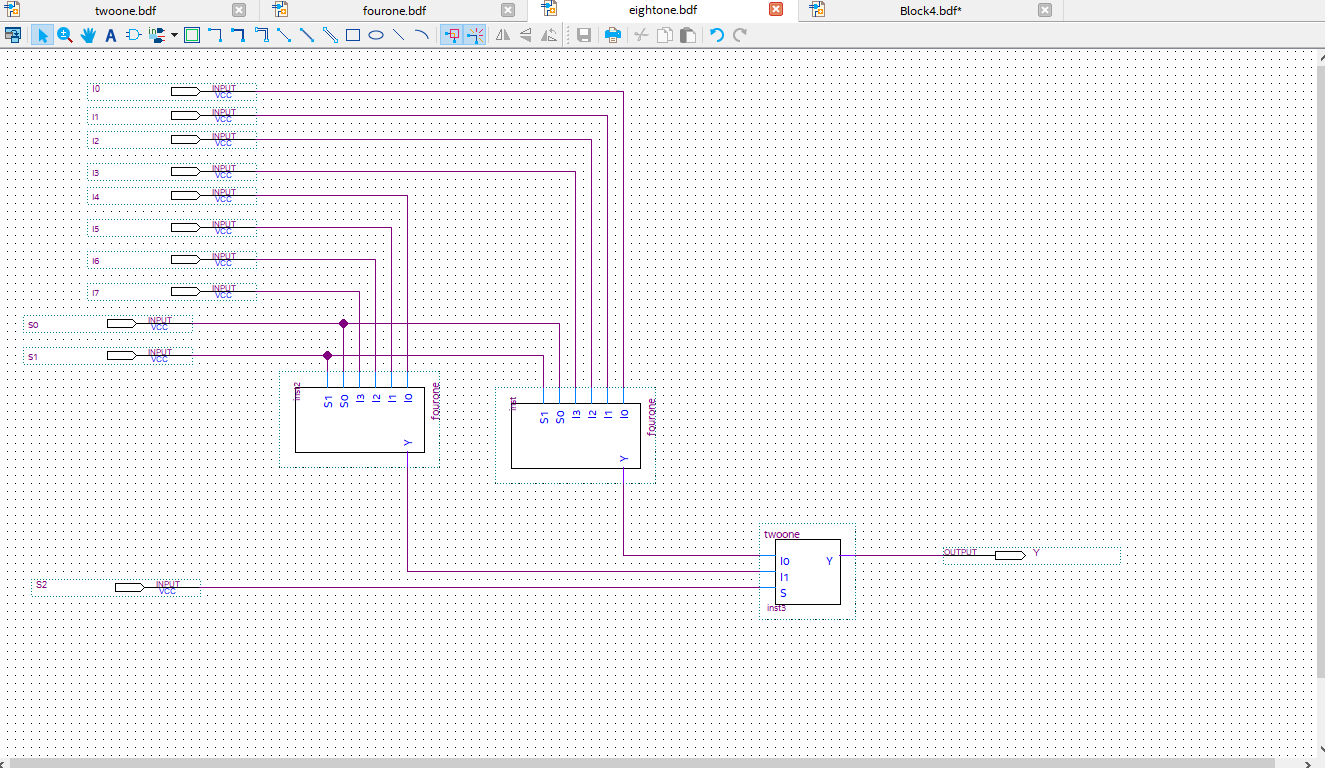 twoone.bdf
fourone.bdf
eightone.bdf
Block4.bdf*
A
I0
INPUT
VCC
I1
INPUT
VCC
I2
INPUT
VCC
I3
INPUT
VCC
I4
INPUT
VCC
I5
INPUT
VCC
I6
INPUT
VCC
I7
INPUT
VCC
S0
INPUT
VCC
S1
INPUT
VCC
inst2
S1
S0
I3
I2
I1
I0
Y
fourone
inst
S1
S0
I3
I2
I1
I0
Y
fourone
twoone
I0
I1
S
Y
inst3
OUTPUT
Y
S2
INPUT
VCC